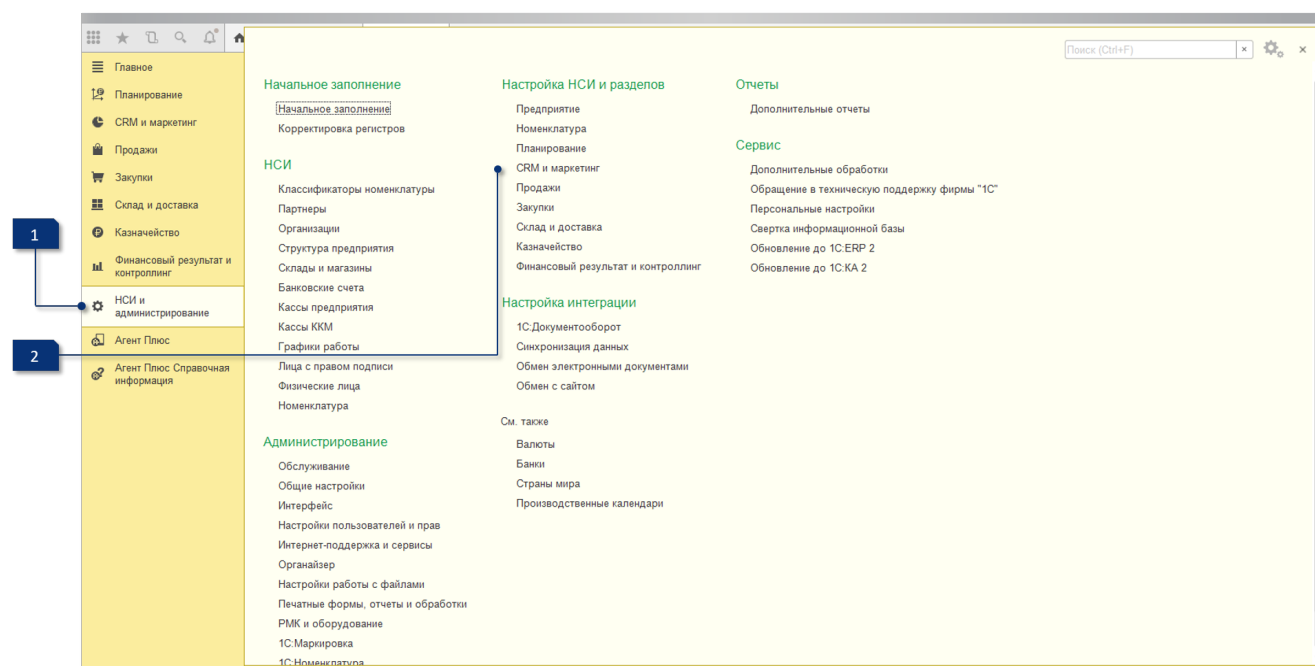 Поиск (Ctrl+F)
Главное
Планирование
CRM и маркетинг
Продажи
Закупки
Склад и доставка
Казначейство
Финансовый результат и
контроллинг
НСИ и
администрирование
Агент Плюс
Агент Плюс Справочная
информация
1
2
Начальное заполнение
Начальное заполнение
Корректировка регистров
НСИ
Классификаторы номенклатуры
Партнеры
Организации
Структура предприятия
Склады и магазины
Банковские счета
Кассы предприятия
Кассы ККМ
Графики работы
Лица с правом подписи
Физические лица
Номенклатура
Администрирование
Обслуживание
Общие настройки
Интерфейс
Настройки пользователей и прав
Интернет-поддержка и сервисы
Органайзер
Настройки работы с файлами
Печатные формы, отчеты и обработки
РМК и оборудование
1С:Маркировка
1С:Номенклатура
Настройка НСИ и разделов
Предприятие
Номенклатура
Планирование
CRM и маркетинг
Продажи
Закупки
Склад и доставка
Казначейство
Финансовый результат и контроллинг
Настройка интеграции
1С:Документооборот
Синхронизация данных
Обмен электронными документами
Обмен с сайтом
См. также
Валюты
Банки
Страны мира
Производственные календари
Отчеты
Дополнительные отчеты
Сервис
Дополнительные обработки
Обращение в техническую поддержку фирмы "1С"
Персональные настройки
Свертка информационной базы
Обновление до 1С:ERP 2
Обновление до 1С:КА 2